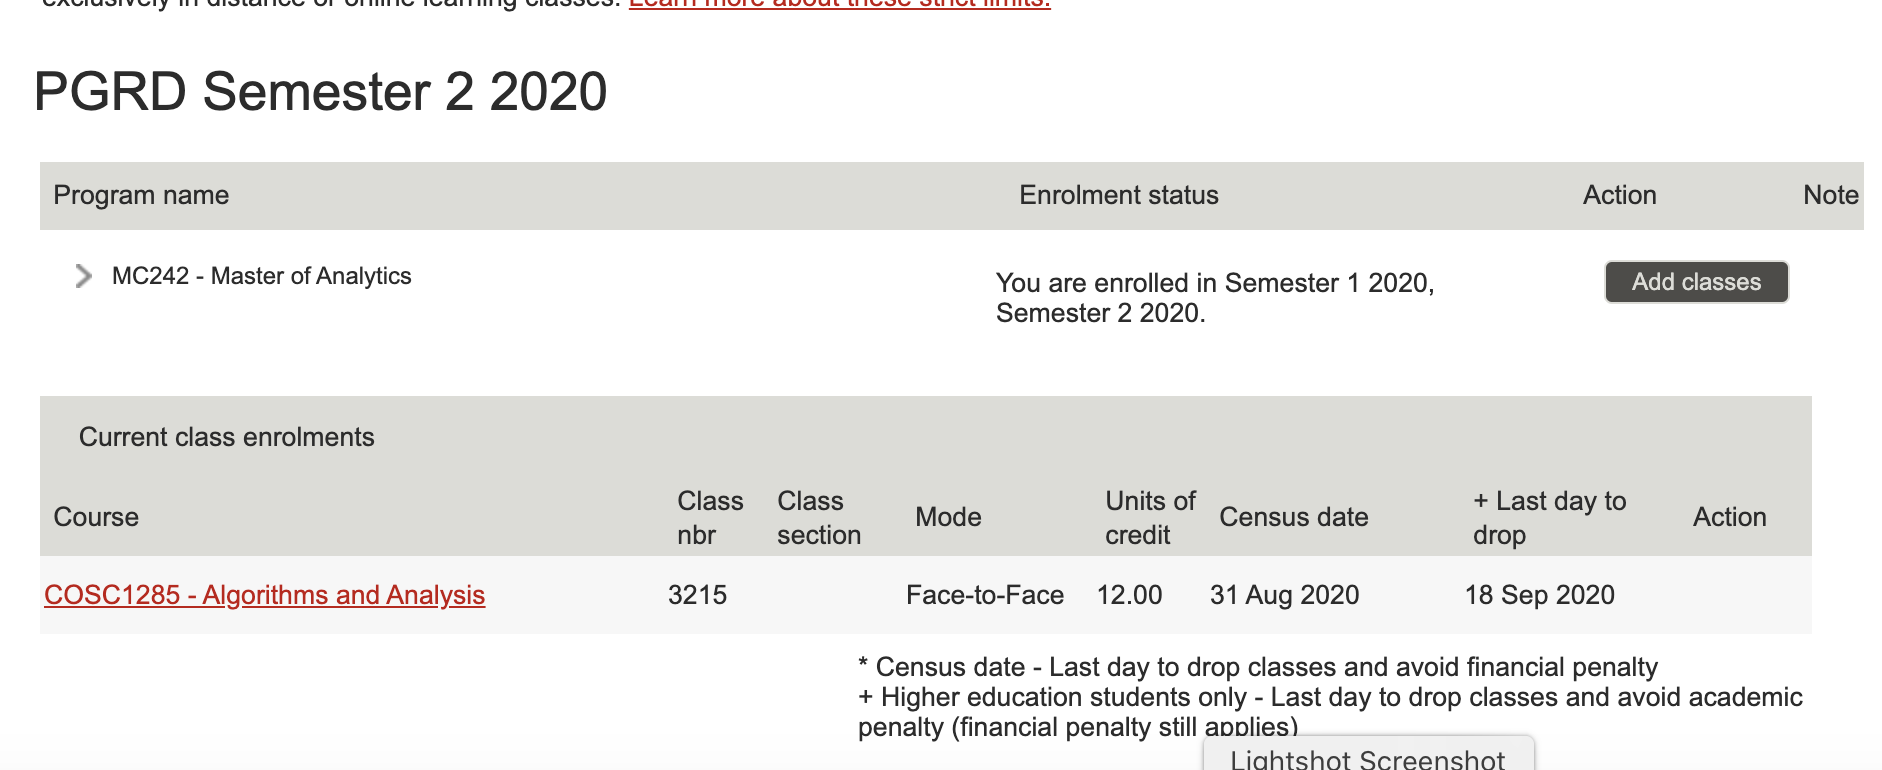 exclusively in distance or online learning classes. Learn more about these strict limits.
PGRD Semester 2 2020
Program name Enrolment status Action Note
MC242 - Master of Analytics You are enrolled in Semester 1 2020, Add classes
Semester 2 2020.
Current class enrolments
Course Class nbr Class section Mode Units of credit Census date + Last day to drop Action
COSC1285 - Algorithms and Analysis 3215 Face-to-Face 12.00 31 Aug 2020 18 Sep 2020
* Census date - Last day to drop classes and avoid financial penalty
+ Higher education students only - Last day to drop classes and avoid academic
penalty (financial penalty still applies)
Lightshot Screenshot